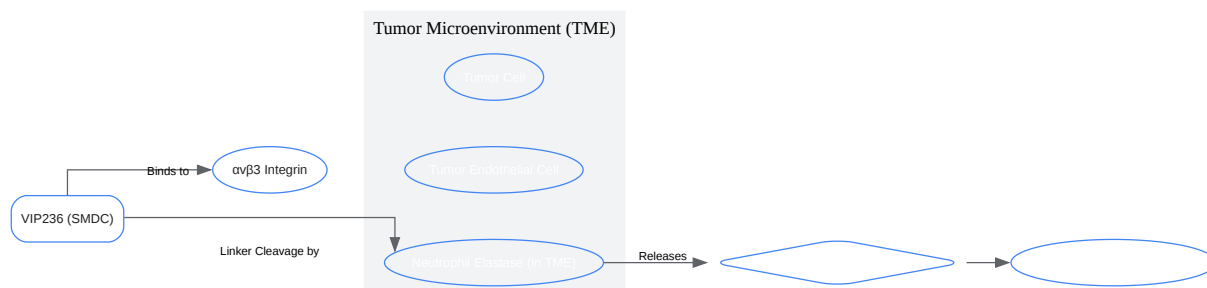 Tumor Microenvironment (TME)
Tumor Cell
Binds to
αvβ3 Integrin
Tumor Endothelial Cell
VIP236 (SMDC)
Linker Cleavage by
Neutrophil Elastase (in TME)
Releases